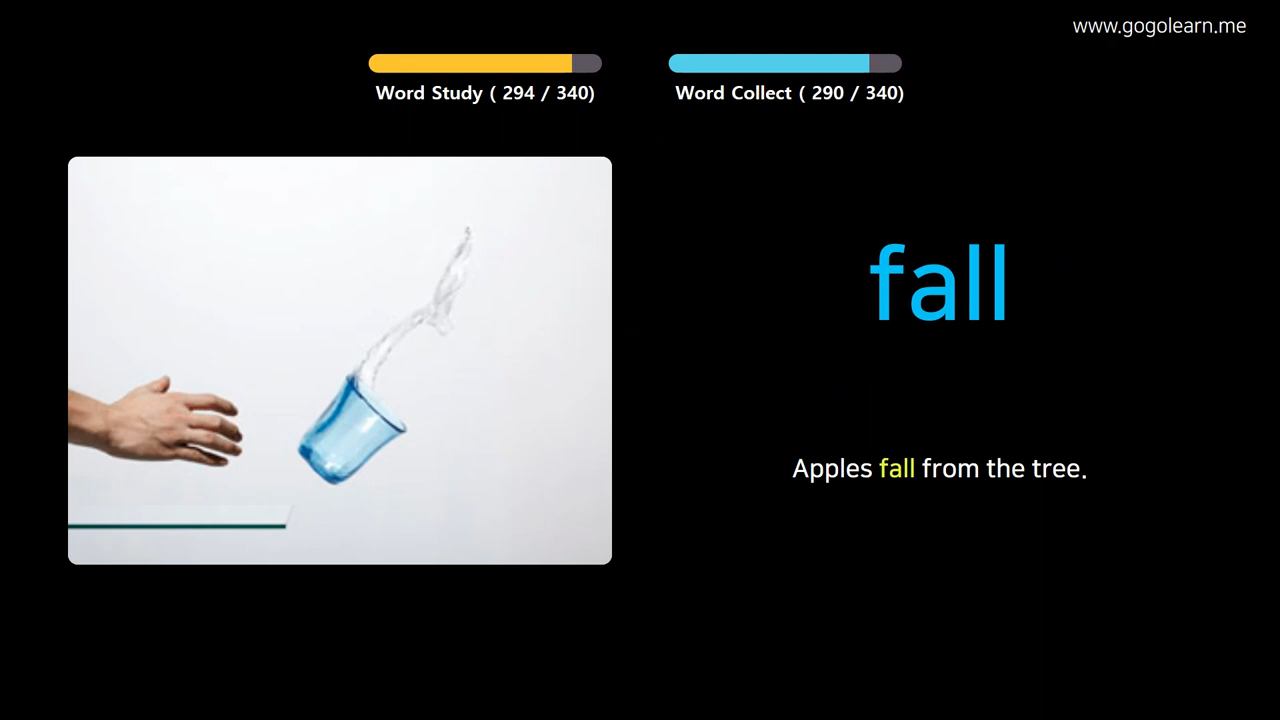 www.gogolearn.me
Word Study ( 294 / 340)
Word Collect ( 290 / 340)
fall
Apples fall from the tree.